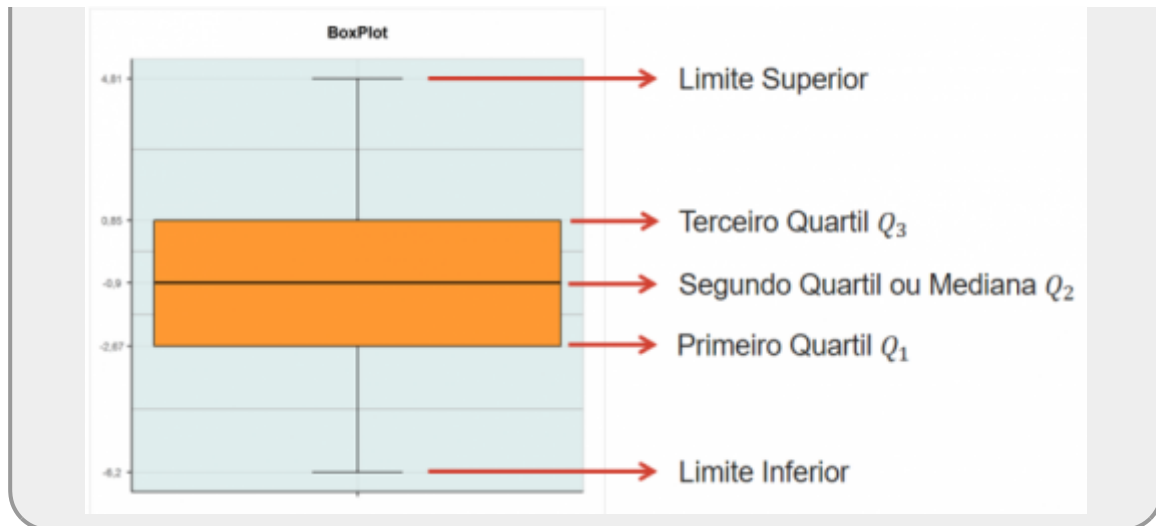 BoxPlot
4,81
Limite Superior
0,85
Terceiro Quartil Q₃
-0,9
Segundo Quartil ou Mediana Q₂
-2,67
Primeiro Quartil Q₁
-6,2
Limite Inferior